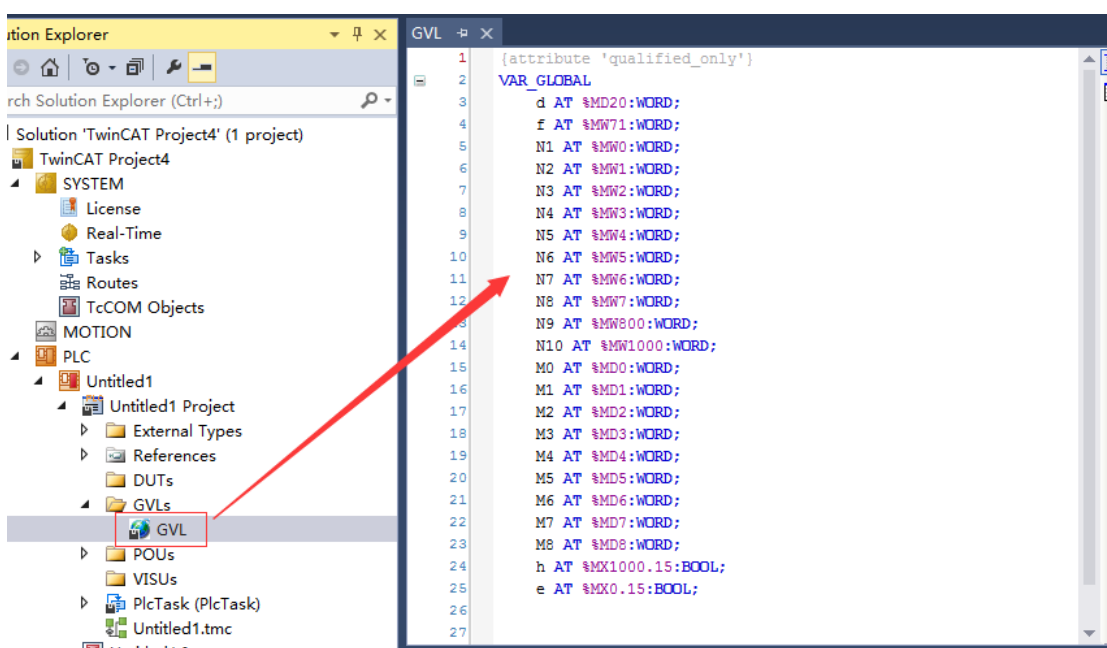 ution Explorer
rch Solution Explorer (Ctrl+;)
Solution 'TwinCAT Project4' (1 project)
TwinCAT Project4
SYSTEM
License
Real-Time
Tasks
Routes
TcCOM Objects
MOTION
PLC
Untitled1
Untitled1 Project
External Types
References
DUTs
GVLs
GVL
POUs
VISUs
PlcTask (PlcTask)
Untitled1.tmc
GVL
1 {attribute 'qualified_only'}
2 VAR_GLOBAL
3 d AT %MD20:WORD;
4 f AT %MW71:WORD;
5 N1 AT %MW0:WORD;
6 N2 AT %MW1:WORD;
7 N3 AT %MW2:WORD;
8 N4 AT %MW3:WORD;
9 N5 AT %MW4:WORD;
10 N6 AT %MW5:WORD;
11 N7 AT %MW6:WORD;
12 N8 AT %MW7:WORD;
13 N9 AT %MW800:WORD;
14 N10 AT %MW1000:WORD;
15 M0 AT %MD0:WORD;
16 M1 AT %MD1:WORD;
17 M2 AT %MD2:WORD;
18 M3 AT %MD3:WORD;
19 M4 AT %MD4:WORD;
20 M5 AT %MD5:WORD;
21 M6 AT %MD6:WORD;
22 M7 AT %MD7:WORD;
23 M8 AT %MD8:WORD;
24 h AT %MX1000.15:BOOL;
25 e AT %MX0.15:BOOL;
26
27